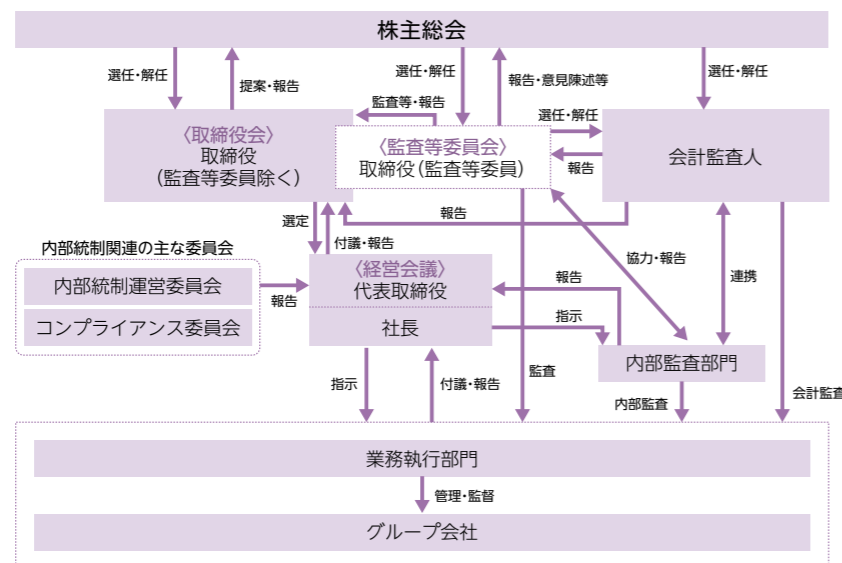 株主総会
選任・解任
提案・報告
選任・解任
報告・意見陳述等
選任・解任
監査等・報告
選任・解任
〈取締役会〉
取締役
(監査等委員除く)
〈監査等委員会〉
取締役(監査等委員)
報告
会計監査人
報告
選定
付議・報告
内部統制関連の主な委員会
内部統制運営委員会
コンプライアンス委員会
報告
〈経営会議〉
代表取締役
社長
報告
指示
協力・報告
連携
内部監査部門
指示
付議・報告
監査
内部監査
会計監査
業務執行部門
管理・監督
グループ会社